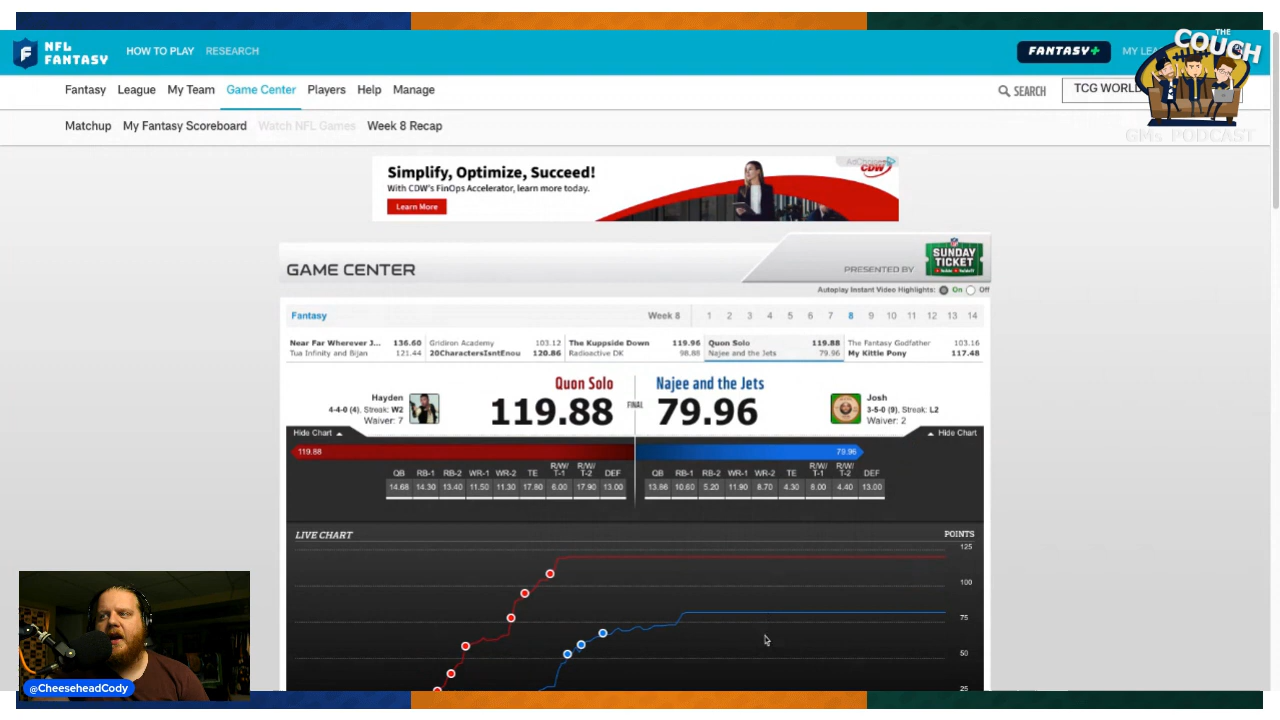 NFL
FANTASY
HOW TO PLAY RESEARCH
FANTASY+
MY LEA
THE
COUCH
GMs PODCAST
Fantasy League My Team Game Center Players Help Manage
SEARCH
TCG WORLD
Matchup My Fantasy Scoreboard Watch NFL Games Week 8 Recap
Simplify, Optimize, Succeed!
With CDW's FinOps Accelerator, learn more today.
Learn More
AdChoices
CDW
GAME CENTER
PRESENTED BY
NFL
SUNDAY
TICKET
Autoplay Instant Video Highlights: On Off
Fantasy Week 8 1 2 3 4 5 6 7 8 9 10 11 12 13 14
Near Far Wherever J... 136.60 Gridiron Academy 103.12 The Kuppside Down 119.96 Quon Solo 119.88 The Fantasy Godfather 103.16
Tua Infinity and Bijan 121.44 20CharactersIsntEnou 120.86 Radioactive DK 98.88 Najee and the Jets 79.96 My Kittle Pony 117.48
Quon Solo Najee and the Jets
Hayden
4-4-0 (4), Streak: W2
Waiver: 7
119.88 FINAL 79.96
Josh
3-5-0 (9), Streak: L2
Waiver: 2
Hide Chart Hide Chart
119.88 79.96
QB RB-1 RB-2 WR-1 WR-2 TE R/W/T-1 R/W/T-2 DEF QB RB-1 RB-2 WR-1 WR-2 TE R/W/T-1 R/W/T-2 DEF
14.68 14.30 13.40 11.50 11.30 17.80 6.00 17.90 13.00 13.86 10.60 5.20 11.90 8.70 4.30 8.00 4.40 13.00
LIVE CHART POINTS
125
100
75
50
25
@CheeseheadCody